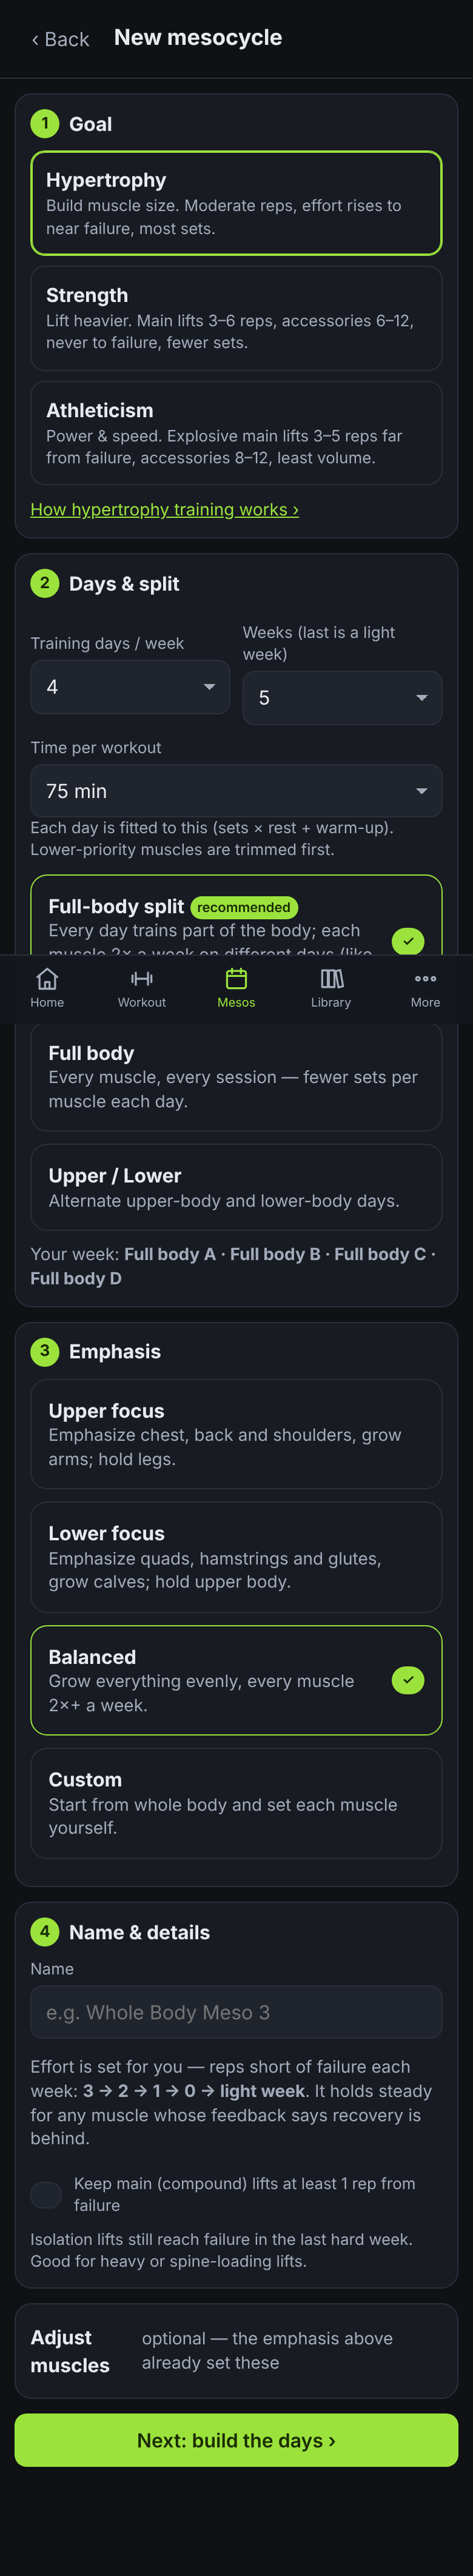 ‹ Back New mesocycle
1 Goal
Hypertrophy
Build muscle size. Moderate reps, effort rises to
near failure, most sets.
Strength
Lift heavier. Main lifts 3–6 reps, accessories 6–12,
never to failure, fewer sets.
Athleticism
Power & speed. Explosive main lifts 3–5 reps far
from failure, accessories 8–12, least volume.
How hypertrophy training works ›
2 Days & split
Training days / week
4
Weeks (last is a light
week)
5
Time per workout
75 min
Each day is fitted to this (sets × rest + warm-up).
Lower-priority muscles are trimmed first.
Full-body split recommended
Every day trains part of the body; each
muscle 2× a week on different days (like
Home Workout Mesos Library More
Full body
Every muscle, every session — fewer sets per
muscle each day.
Upper / Lower
Alternate upper-body and lower-body days.
Your week: Full body A · Full body B · Full body C ·
Full body D
3 Emphasis
Upper focus
Emphasize chest, back and shoulders, grow
arms; hold legs.
Lower focus
Emphasize quads, hamstrings and glutes,
grow calves; hold upper body.
Balanced
Grow everything evenly, every muscle
2×+ a week.
Custom
Start from whole body and set each muscle
yourself.
4 Name & details
Name
e.g. Whole Body Meso 3
Effort is set for you — reps short of failure each
week: 3 → 2 → 1 → 0 → light week. It holds steady
for any muscle whose feedback says recovery is
behind.
Keep main (compound) lifts at least 1 rep from
failure
Isolation lifts still reach failure in the last hard week.
Good for heavy or spine-loading lifts.
Adjust
muscles
optional — the emphasis above
already set these
Next: build the days ›